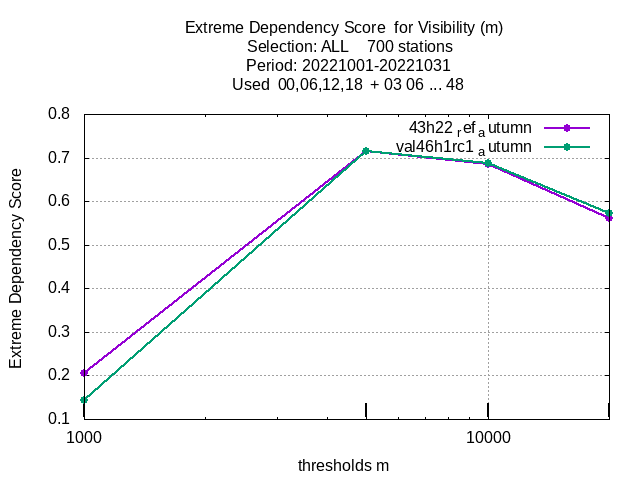 Extreme Dependency Score  for Visibility (m)
Selection: ALL    700 stations
Period: 20221001-20221031
Used  00,06,12,18  + 03 06 ... 48
43h22 ref autumn
val46h1rc1 autumn
Extreme Dependency Score
0.8
0.7
0.6
0.5
0.4
0.3
0.2
0.1
1000
10000
thresholds m